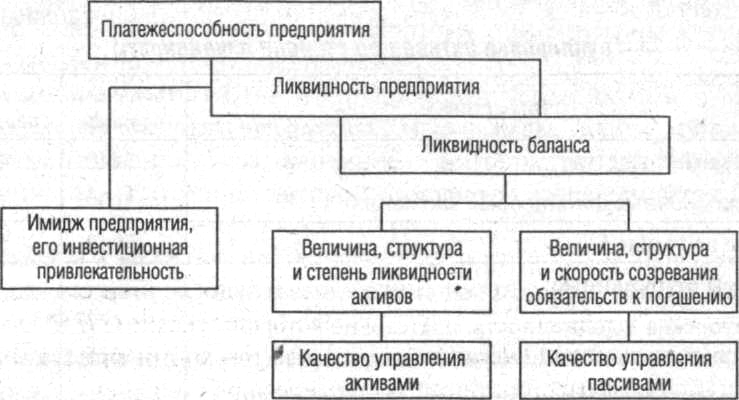 Платежеспособность предприятия
Ликвидность предприятия
Ликвидность баланса
Имидж предприятия,
его инвестиционная
привлекательность
Величина, структура
и степень ликвидности
активов
Величина, структура
и скорость созревания
обязательств к погашению
Качество управления
активами
Качество управления
пассивами